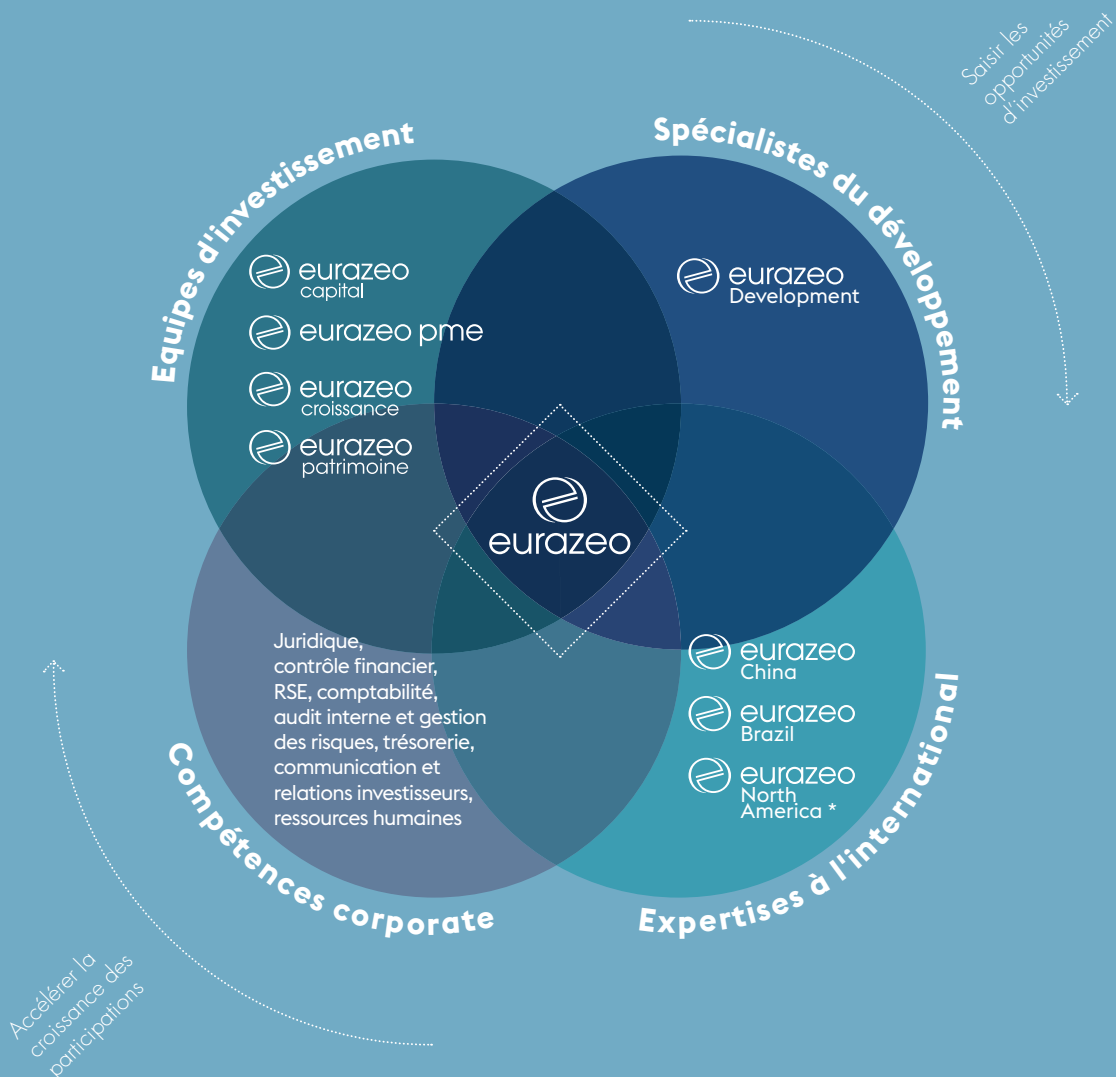 Saisir les
opportunités
d'investissement
Equipes d'investissement
Spécialistes du développement
eurazeo
capital
eurazeo pme
eurazeo
croissance
eurazeo
patrimoine
eurazeo
Development
eurazeo
Juridique,
contrôle financier,
RSE, comptabilité,
audit interne et gestion
des risques, trésorerie,
communication et
relations investisseurs,
ressources humaines
eurazeo
China
eurazeo
Brazil
eurazeo
North
America *
Compétences corporate
Expertises à l'international
Accélérer la
croissance des
participations